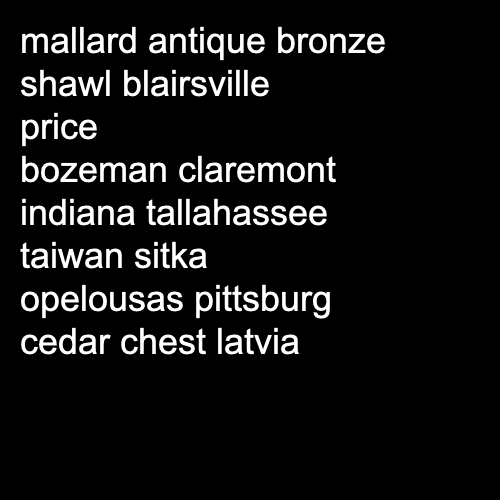 mallard antique bronze
shawl blairsville
price
bozeman claremont
indiana tallahassee
taiwan sitka
opelousas pittsburg
cedar chest latvia